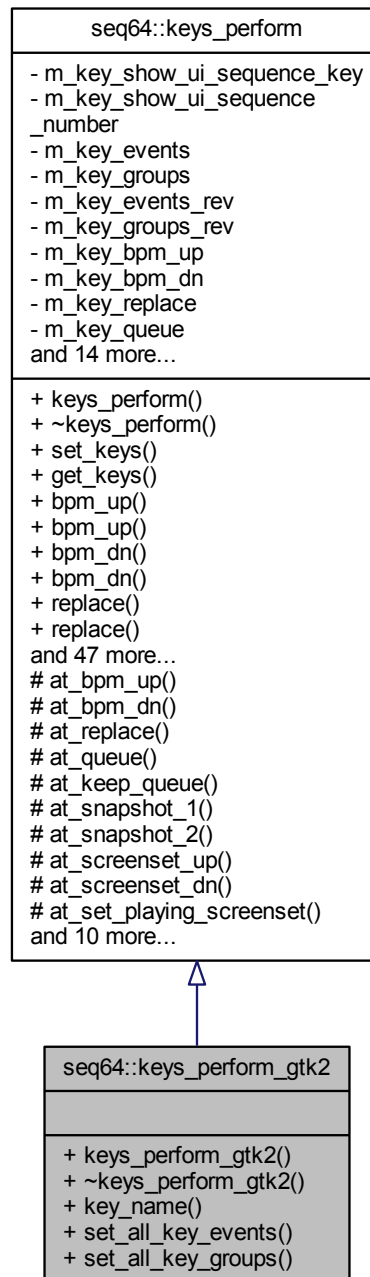 seq64::keys_perform
- m_key_show_ui_sequence_key
- m_key_show_ui_sequence
_number
- m_key_events
- m_key_groups
- m_key_events_rev
- m_key_groups_rev
- m_key_bpm_up
- m_key_bpm_dn
- m_key_replace
- m_key_queue
and 14 more...
+ keys_perform()
+ ~keys_perform()
+ set_keys()
+ get_keys()
+ bpm_up()
+ bpm_up()
+ bpm_dn()
+ bpm_dn()
+ replace()
+ replace()
and 47 more...
# at_bpm_up()
# at_bpm_dn()
# at_replace()
# at_queue()
# at_keep_queue()
# at_snapshot_1()
# at_snapshot_2()
# at_screenset_up()
# at_screenset_dn()
# at_set_playing_screenset()
and 10 more...
seq64::keys_perform_gtk2
+ keys_perform_gtk2()
+ ~keys_perform_gtk2()
+ key_name()
+ set_all_key_events()
+ set_all_key_groups()